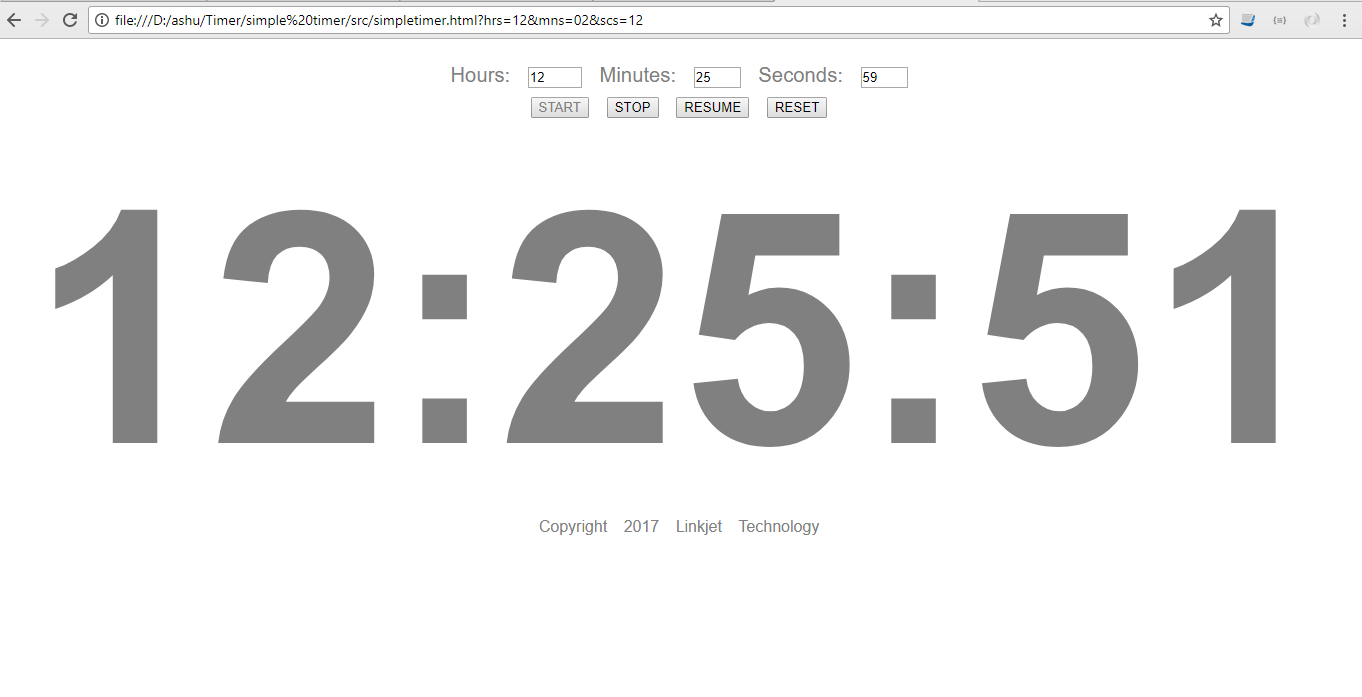 file:///D:/ashu/Timer/simple%20timer/src/simpletimer.html?hrs=12&mns=02&scs=12
Hours: 12 Minutes: 25 Seconds: 59
START STOP RESUME RESET
12:25:51
Copyright 2017 Linkjet Technology